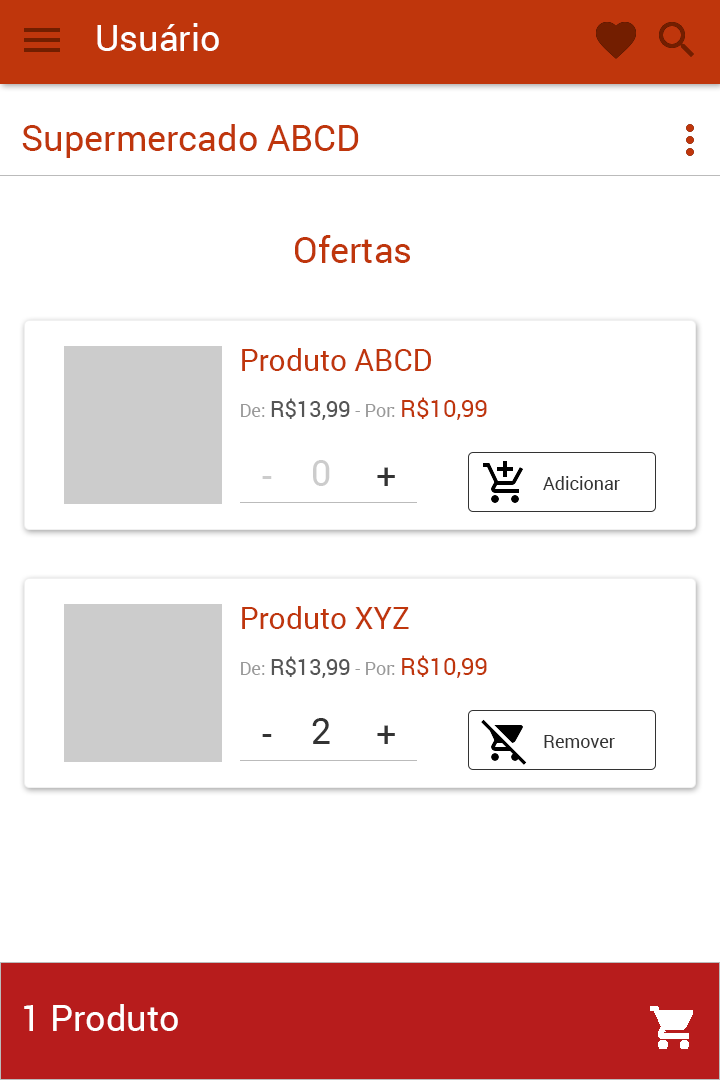 Usuário
Supermercado ABCD
Ofertas
Produto ABCD
De: R$13,99 - Por: R$10,99
- 0 +
Adicionar
Produto XYZ
De: R$13,99 - Por: R$10,99
- 2 +
Remover
1 Produto